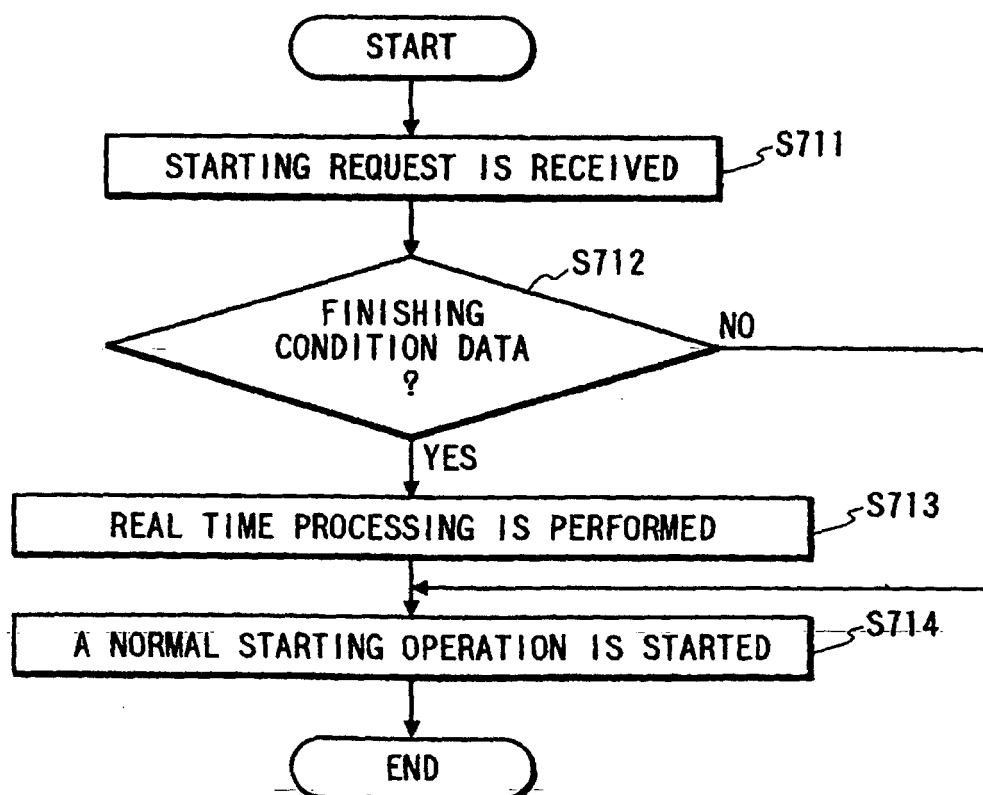 START
STARTING REQUEST IS RECEIVED
S711
S712
FINISHING
CONDITION DATA
?
NO
YES
REAL TIME PROCESSING IS PERFORMED
S713
A NORMAL STARTING OPERATION IS STARTED
S714
END